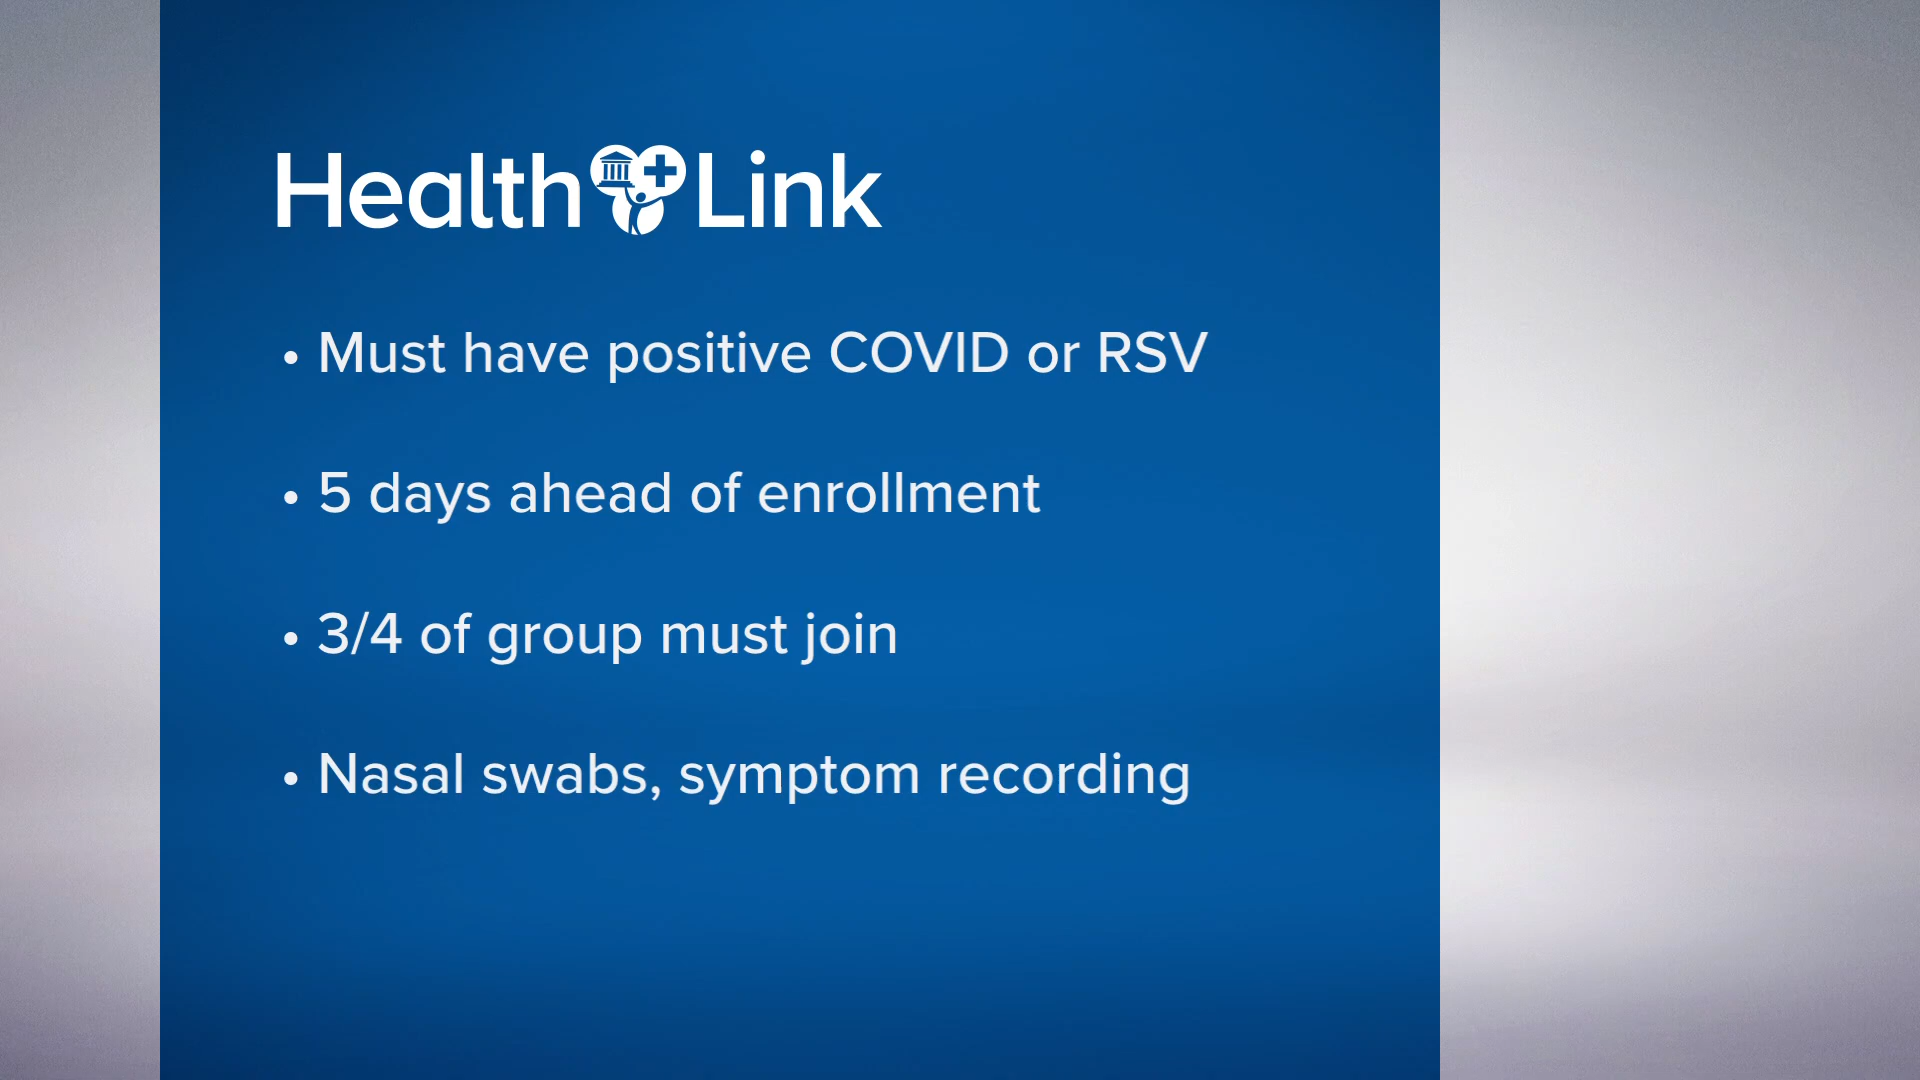 Health Link
• Must have positive COVID or RSV
• 5 days ahead of enrollment
• 3/4 of group must join
• Nasal swabs, symptom recording